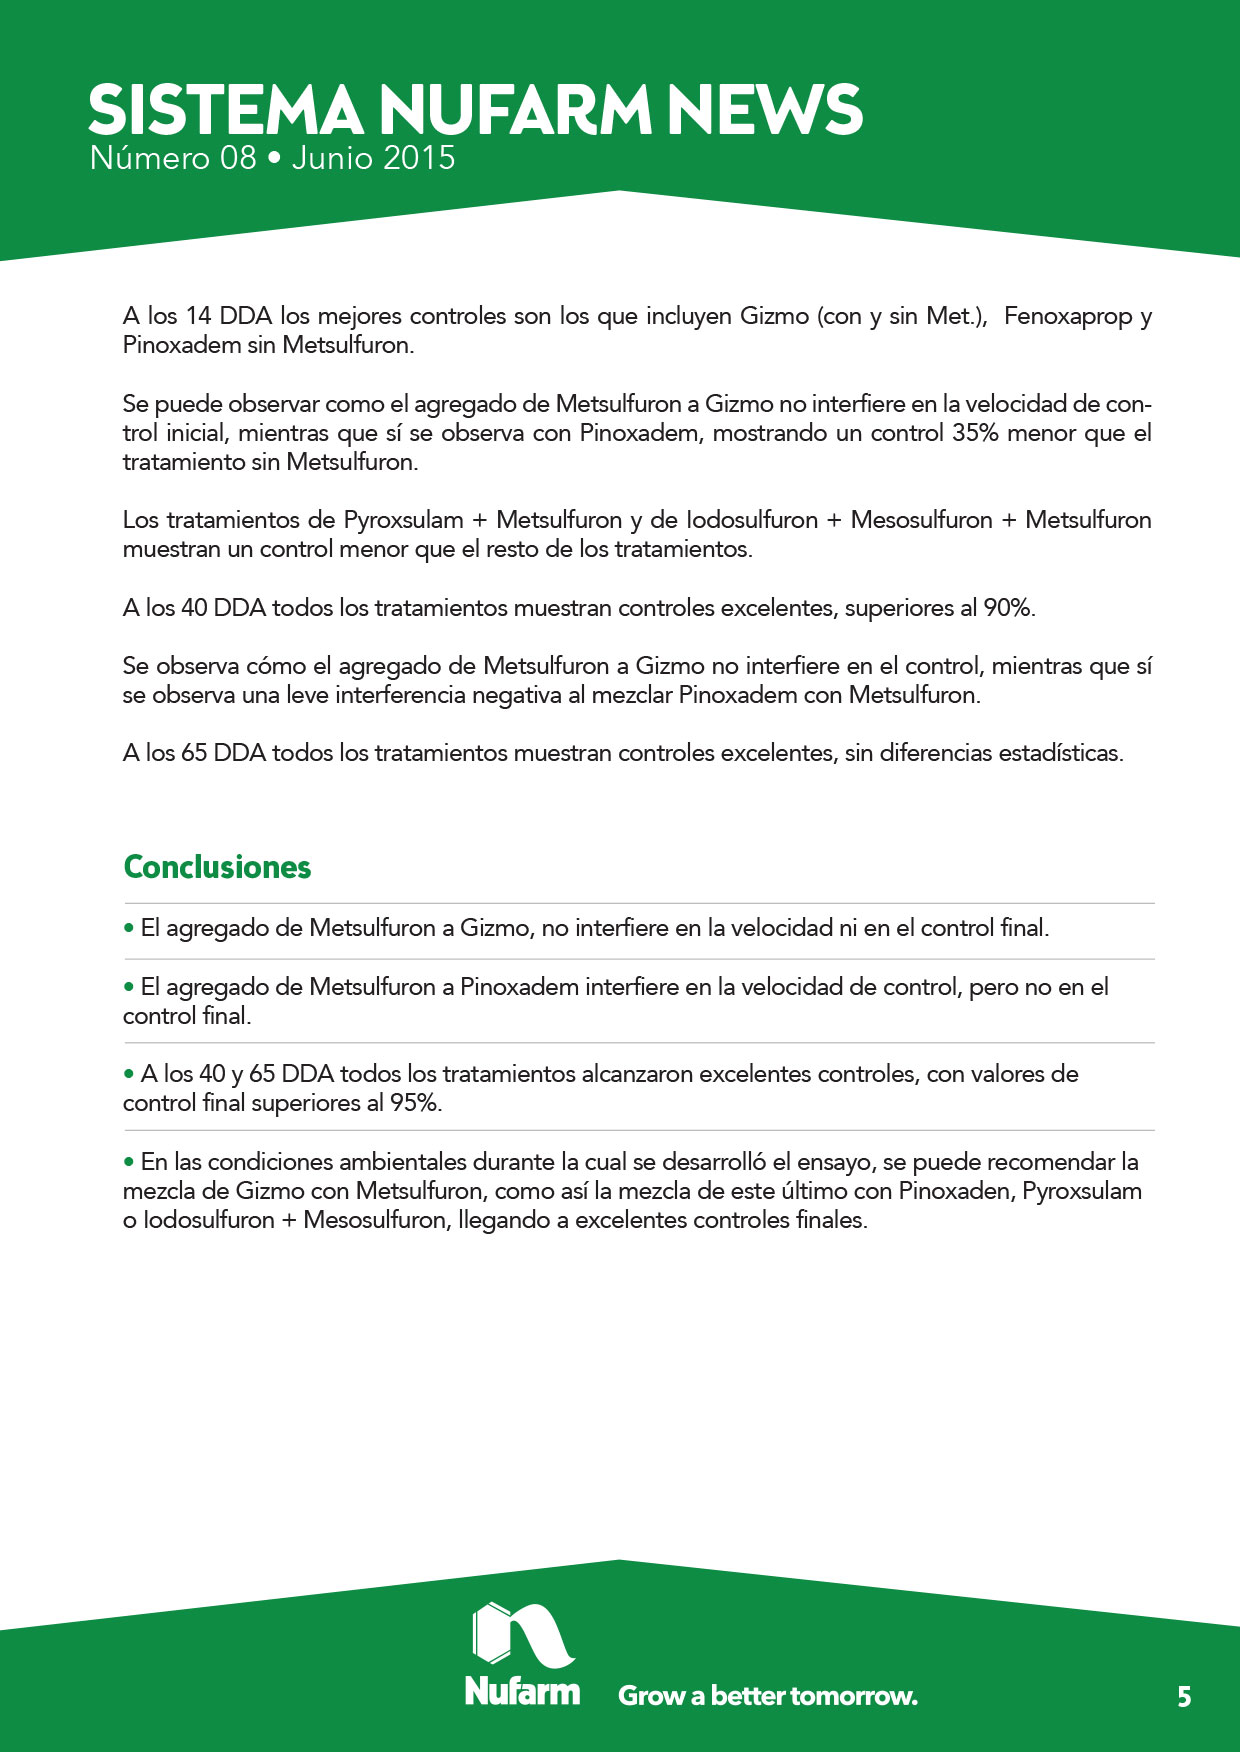 SISTEMA NUFARM NEWS
Número 08 • Junio 2015
A los 14 DDA los mejores controles son los que incluyen Gizmo (con y sin Met.), Fenoxaprop y
Pinoxadem sin Metsulfuron.
Se puede observar como el agregado de Metsulfuron a Gizmo no interfiere en la velocidad de con-
trol inicial, mientras que sí se observa con Pinoxadem, mostrando un control 35% menor que el
tratamiento sin Metsulfuron.
Los tratamientos de Pyroxsulam + Metsulfuron y de Iodosulfuron + Mesosulfuron + Metsulfuron
muestran un control menor que el resto de los tratamientos.
A los 40 DDA todos los tratamientos muestran controles excelentes, superiores al 90%.
Se observa cómo el agregado de Metsulfuron a Gizmo no interfiere en el control, mientras que sí
se observa una leve interferencia negativa al mezclar Pinoxadem con Metsulfuron.
A los 65 DDA todos los tratamientos muestran controles excelentes, sin diferencias estadísticas.
Conclusiones
• El agregado de Metsulfuron a Gizmo, no interfiere en la velocidad ni en el control final.
• El agregado de Metsulfuron a Pinoxadem interfiere en la velocidad de control, pero no en el
control final.
• A los 40 y 65 DDA todos los tratamientos alcanzaron excelentes controles, con valores de
control final superiores al 95%.
• En las condiciones ambientales durante la cual se desarrolló el ensayo, se puede recomendar la
mezcla de Gizmo con Metsulfuron, como así la mezcla de este último con Pinoxaden, Pyroxsulam
o Iodosulfuron + Mesosulfuron, llegando a excelentes controles finales.
Nufarm
Grow a better tomorrow.
5